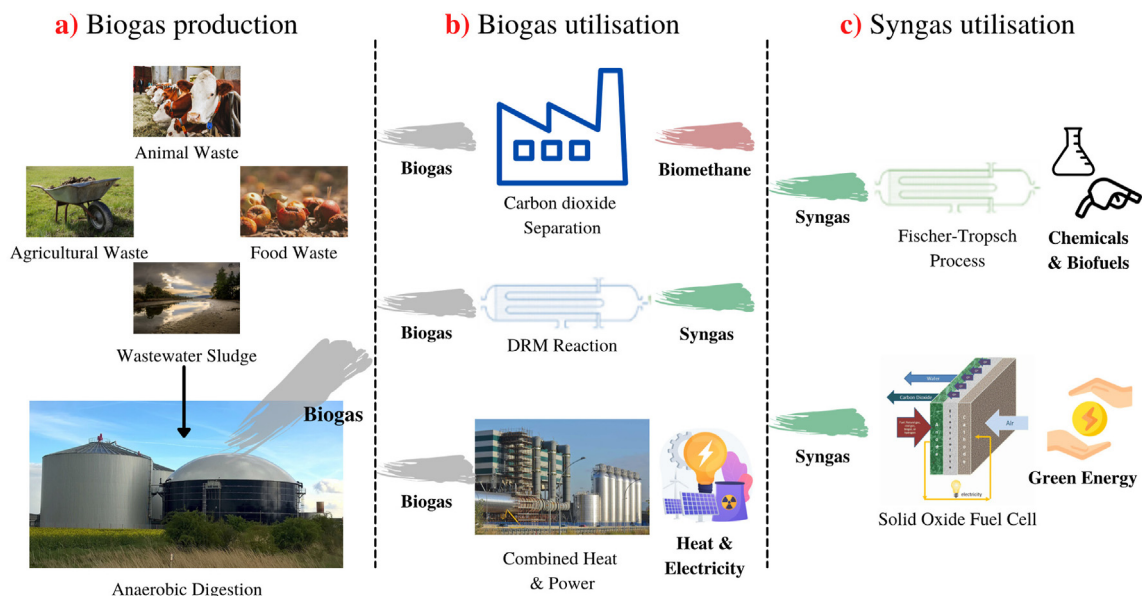 a) Biogas production
Animal Waste
Agricultural Waste
Food Waste
Wastewater Sludge
Biogas
Anaerobic Digestion
b) Biogas utilisation
Biogas
Carbon dioxide
Separation
Biomethane
Biogas
DRM Reaction
Syngas
Biogas
Combined Heat
& Power
Heat &
Electricity
c) Syngas utilisation
Syngas
Fischer-Tropsch
Process
Chemicals
& Biofuels
Syngas
Water
Carbon Dioxide
Air
electricity
Solid Oxide Fuel Cell
Green Energy